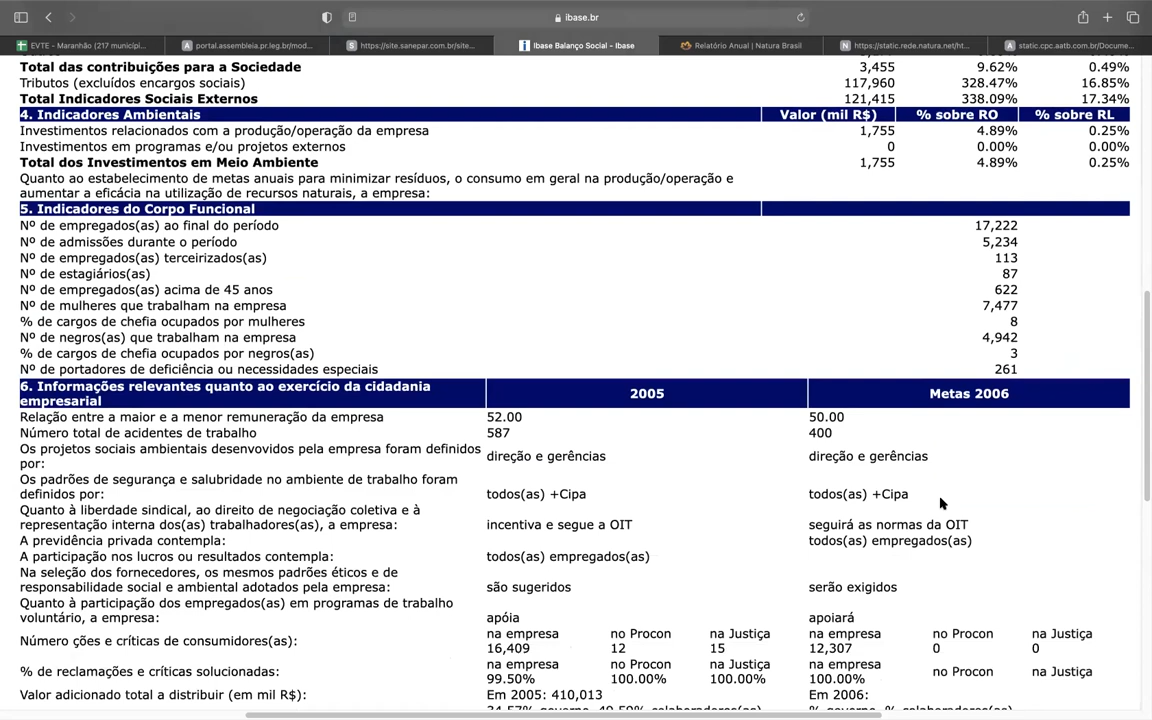 ibase.br
EVTE - Maranhão (217 municípi...
portal.assembleia.pr.leg.br/mod...
https://site.sanepar.com.br/site...
Ibase Balanço Social - Ibase
Relatório Anual | Natura Brasil
https://static.rede.natura.net/ht...
static.cpc.aatb.com.br/Docume...
Total das contribuições para a Sociedade 3,455 9.62% 0.49%
Tributos (excluídos encargos sociais) 117,960 328.47% 16.85%
Total Indicadores Sociais Externos 121,415 338.09% 17.34%
4. Indicadores Ambientais Valor (mil R$) % sobre RO % sobre RL
Investimentos relacionados com a produção/operação da empresa 1,755 4.89% 0.25%
Investimentos em programas e/ou projetos externos 0 0.00% 0.00%
Total dos Investimentos em Meio Ambiente 1,755 4.89% 0.25%
Quanto ao estabelecimento de metas anuais para minimizar resíduos, o consumo em geral na produção/operação e
aumentar a eficácia na utilização de recursos naturais, a empresa:
5. Indicadores do Corpo Funcional
Nº de empregados(as) ao final do período 17,222
Nº de admissões durante o período 5,234
Nº de empregados(as) terceirizados(as) 113
Nº de estagiários(as) 87
Nº de empregados(as) acima de 45 anos 622
Nº de mulheres que trabalham na empresa 7,477
% de cargos de chefia ocupados por mulheres 8
Nº de negros(as) que trabalham na empresa 4,942
% de cargos de chefia ocupados por negros(as) 3
Nº de portadores de deficiência ou necessidades especiais 261
6. Informações relevantes quanto ao exercício da cidadania
empresarial 2005 Metas 2006
Relação entre a maior e a menor remuneração da empresa 52.00 50.00
Número total de acidentes de trabalho 587 400
Os projetos sociais ambientais desenvovidos pela empresa foram definidos
por: direção e gerências direção e gerências
Os padrões de segurança e salubridade no ambiente de trabalho foram
definidos por: todos(as) +Cipa todos(as) +Cipa
Quanto à liberdade sindical, ao direito de negociação coletiva e à
representação interna dos(as) trabalhadores(as), a empresa: incentiva e segue a OIT seguirá as normas da OIT
A previdência privada contempla: todos(as) empregados(as)
A participação nos lucros ou resultados contempla: todos(as) empregados(as)
Na seleção dos fornecedores, os mesmos padrões éticos e de
responsabilidade social e ambiental adotados pela empresa: são sugeridos serão exigidos
Quanto à participação dos empregados(as) em programas de trabalho
voluntário, a empresa: apóia apoiará
na empresa no Procon na Justiça na empresa no Procon na Justiça
Número ções e críticas de consumidores(as): 16,409 12 15 12,307 0 0
na empresa no Procon na Justiça na empresa no Procon na Justiça
% de reclamações e críticas solucionadas: 99.50% 100.00% 100.00% 100.00%
Valor adicionado total a distribuir (em mil R$): Em 2005: 410,013 Em 2006: